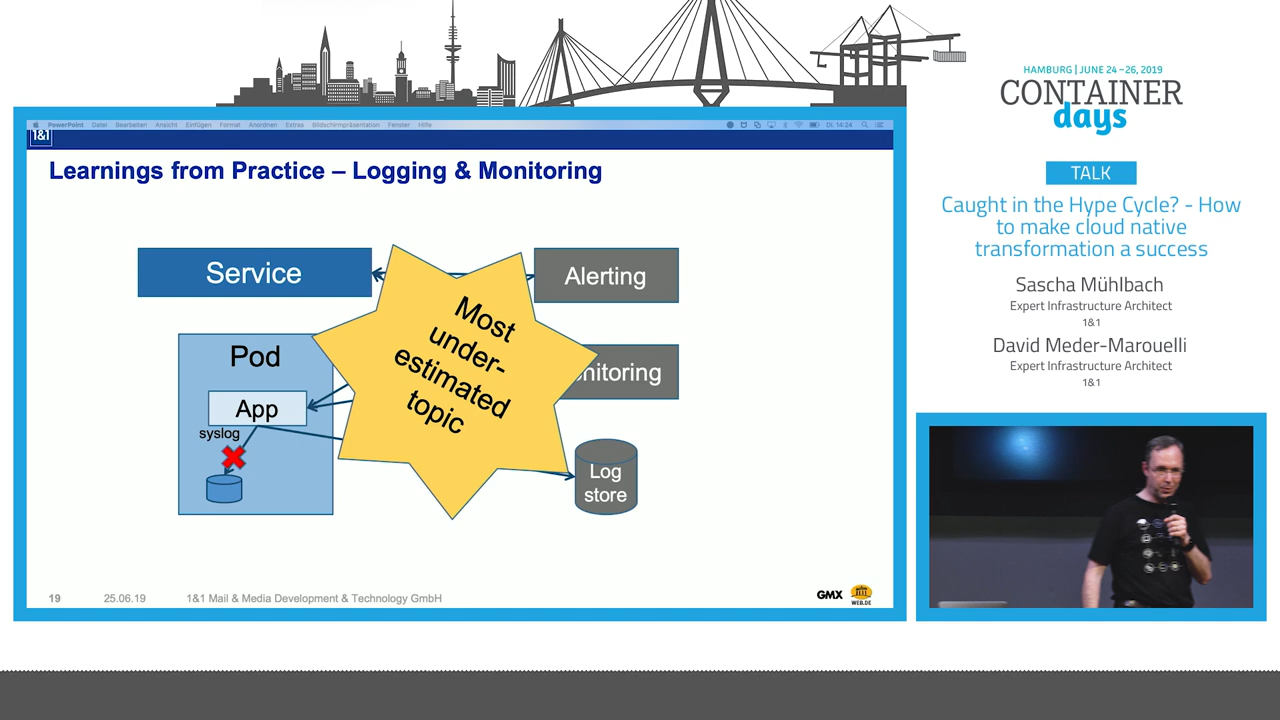 HAMBURG | JUNE 24 – 26, 2019
CONTAINER
days
TALK
Caught in the Hype Cycle? - How
to make cloud native
transformation a success
Sascha Mühlbach
Expert Infrastructure Architect
1&1
David Meder-Marouelli
Expert Infrastructure Architect
1&1
PowerPoint Datei Bearbeiten Ansicht Einfügen Format Anordnen Extras Bildschirmpräsentation Fenster Hilfe Di. 14:24
1&1
Learnings from Practice – Logging & Monitoring
Service
Alerting
Most
under-
estimated
topic
Pod
nitoring
App
syslog
Log
store
19 25.06.19 1&1 Mail & Media Development & Technology GmbH
GMX
WEB.DE